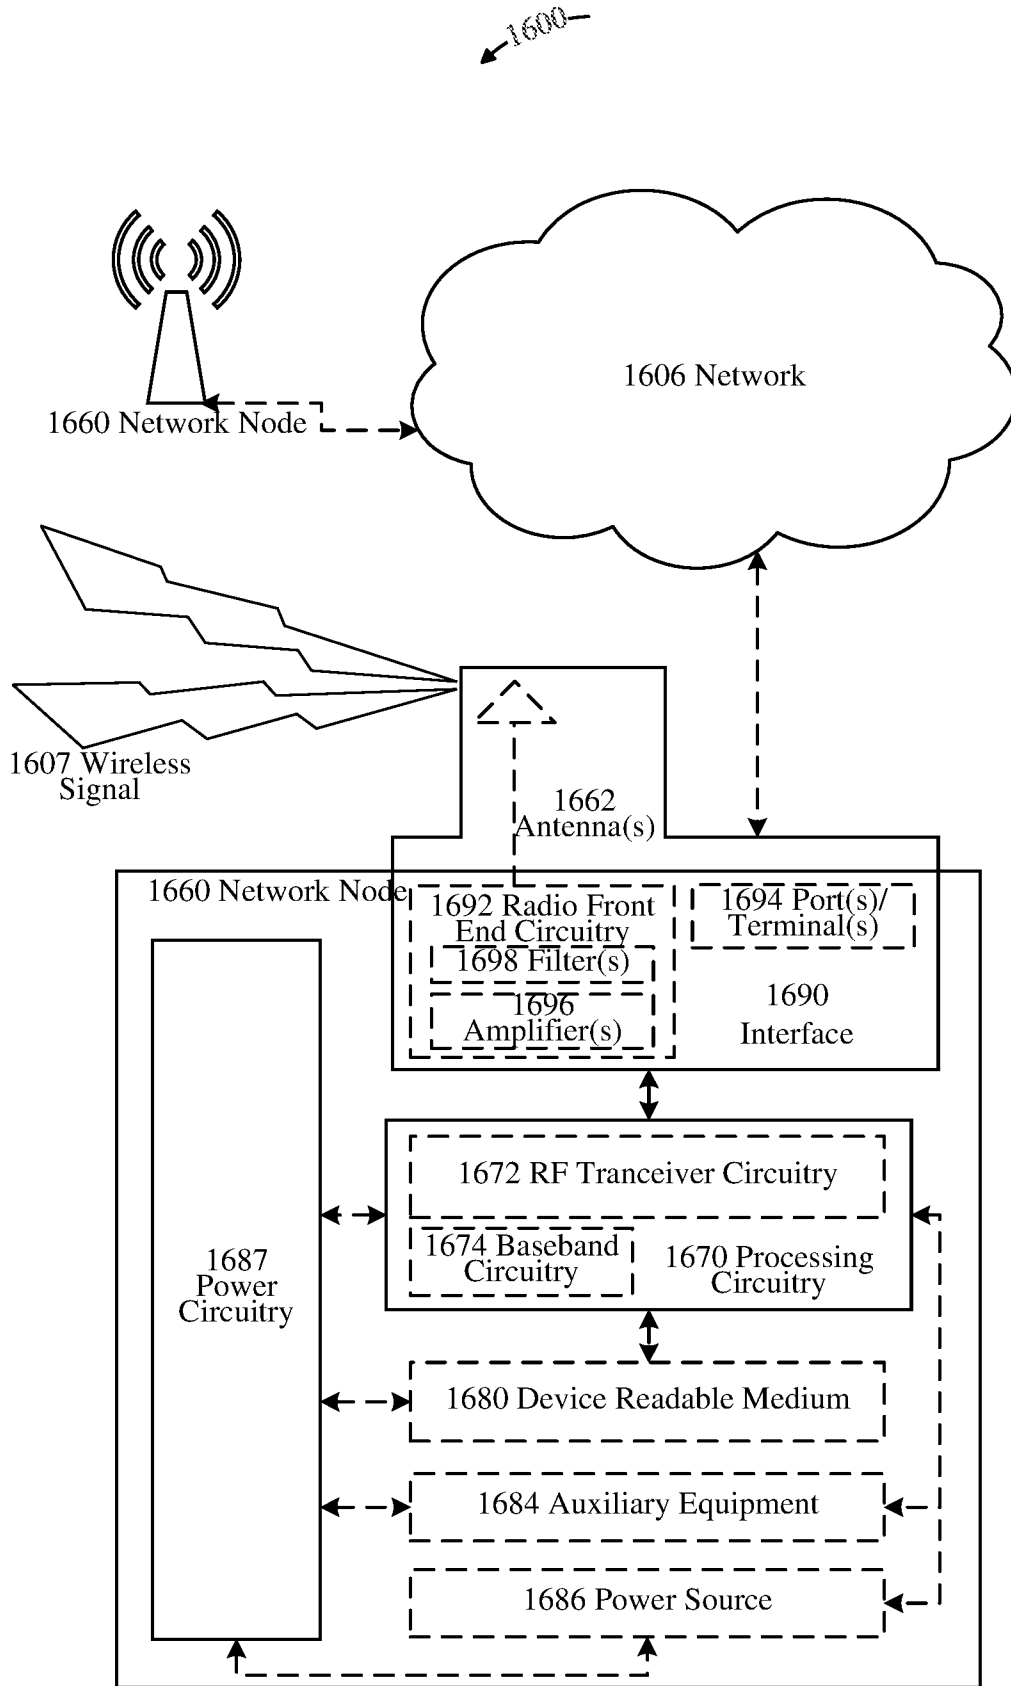 1600
1606 Network
1660 Network Node
1607 Wireless
Signal
1662
Antenna(s)
1660 Network Node
1692 Radio Front
End Circuitry
1698 Filter(s)
1696
Amplifier(s)
1694 Port(s)/
Terminal(s)
1690
Interface
1672 RF Tranceiver Circuitry
1674 Baseband
Circuitry
1670 Processing
Circuitry
1687
Power
Circuitry
1680 Device Readable Medium
1684 Auxiliary Equipment
1686 Power Source